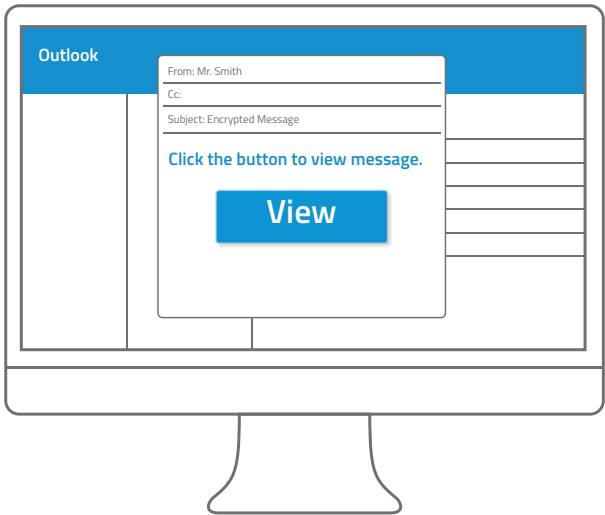 Outlook
From: Mr. Smith
Cc:
Subject: Encrypted Message
Click the button to view message.
View